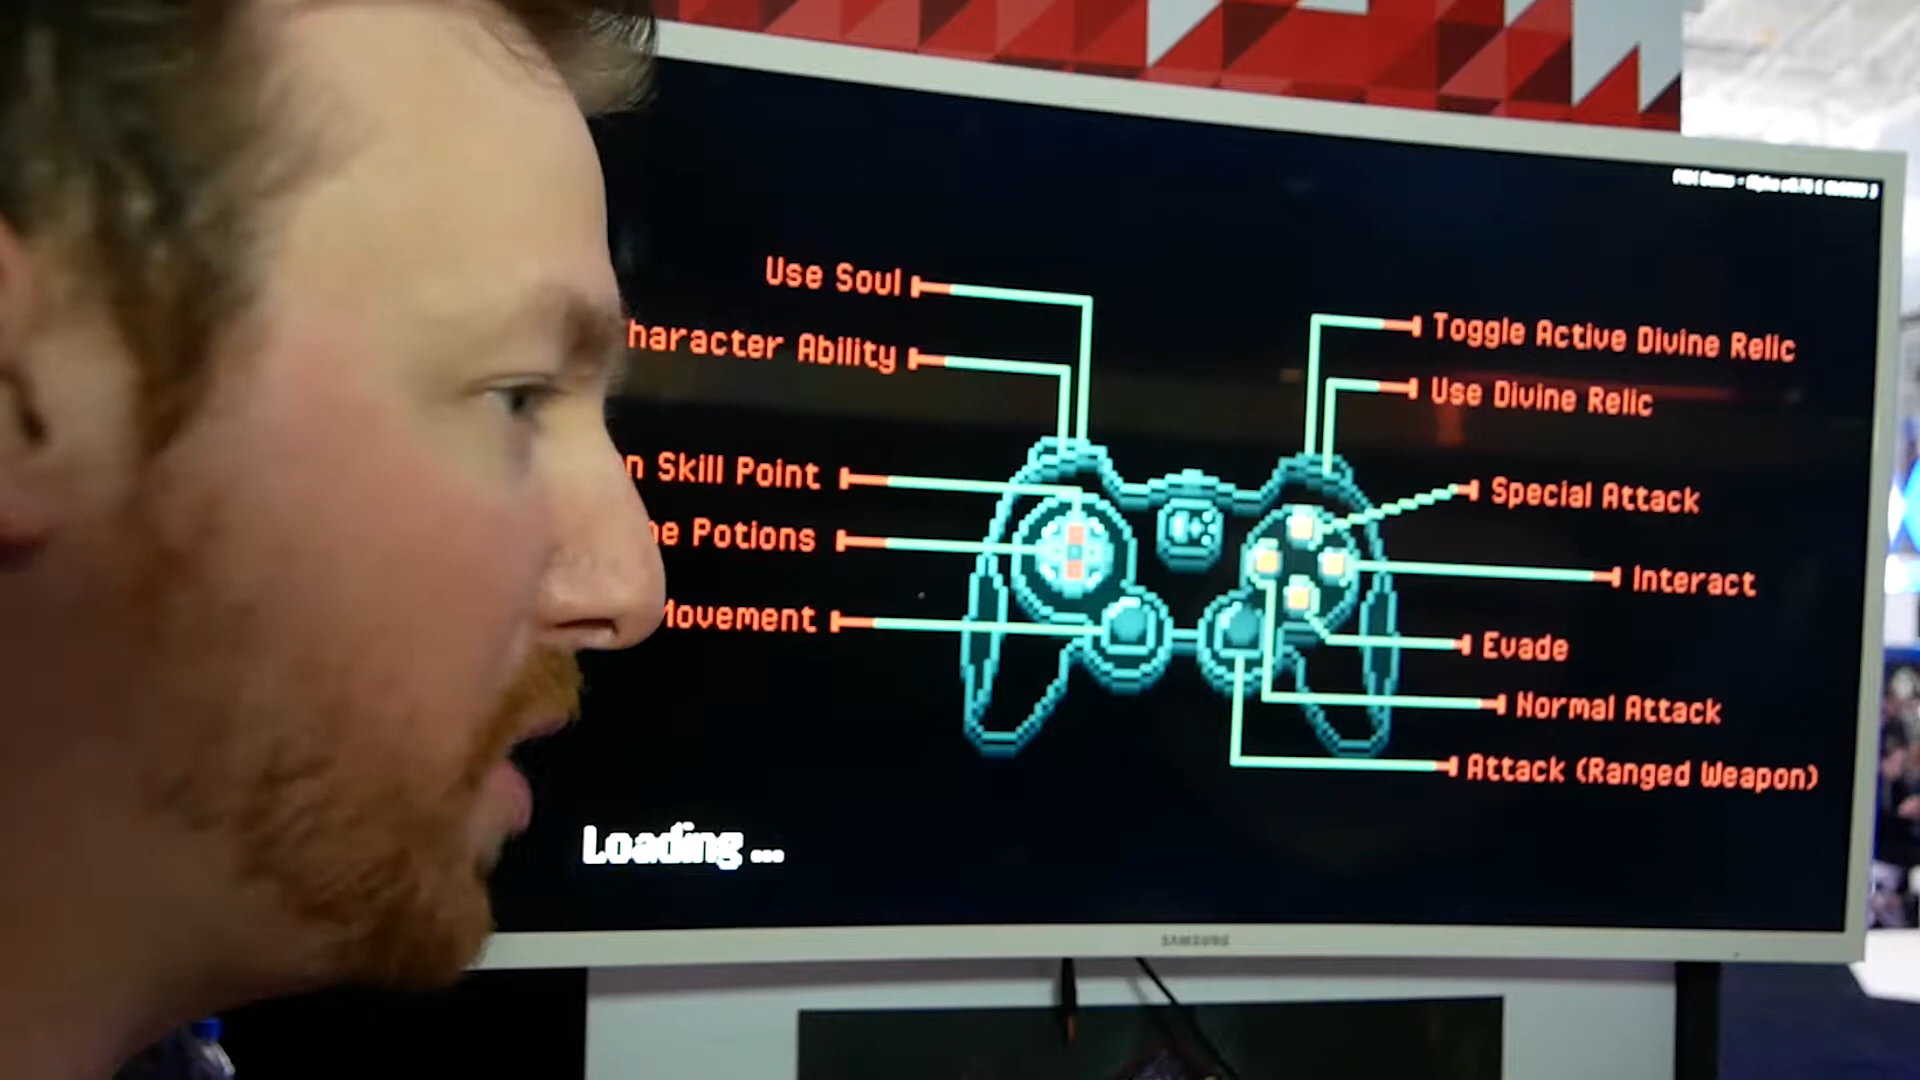 Use Soul
haracter Ability
n Skill Point
e Potions
Movement
Toggle Active Divine Relic
Use Divine Relic
Special Attack
Interact
Evade
Normal Attack
Attack (Ranged Weapon)
Loading ...
SAMSUNG